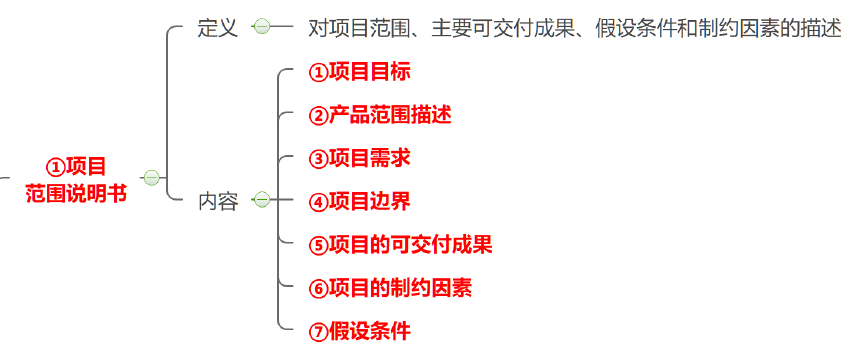 ①项目
范围说明书
定义
对项目范围、主要可交付成果、假设条件和制约因素的描述
内容
①项目目标
②产品范围描述
③项目需求
④项目边界
⑤项目的可交付成果
⑥项目的制约因素
⑦假设条件